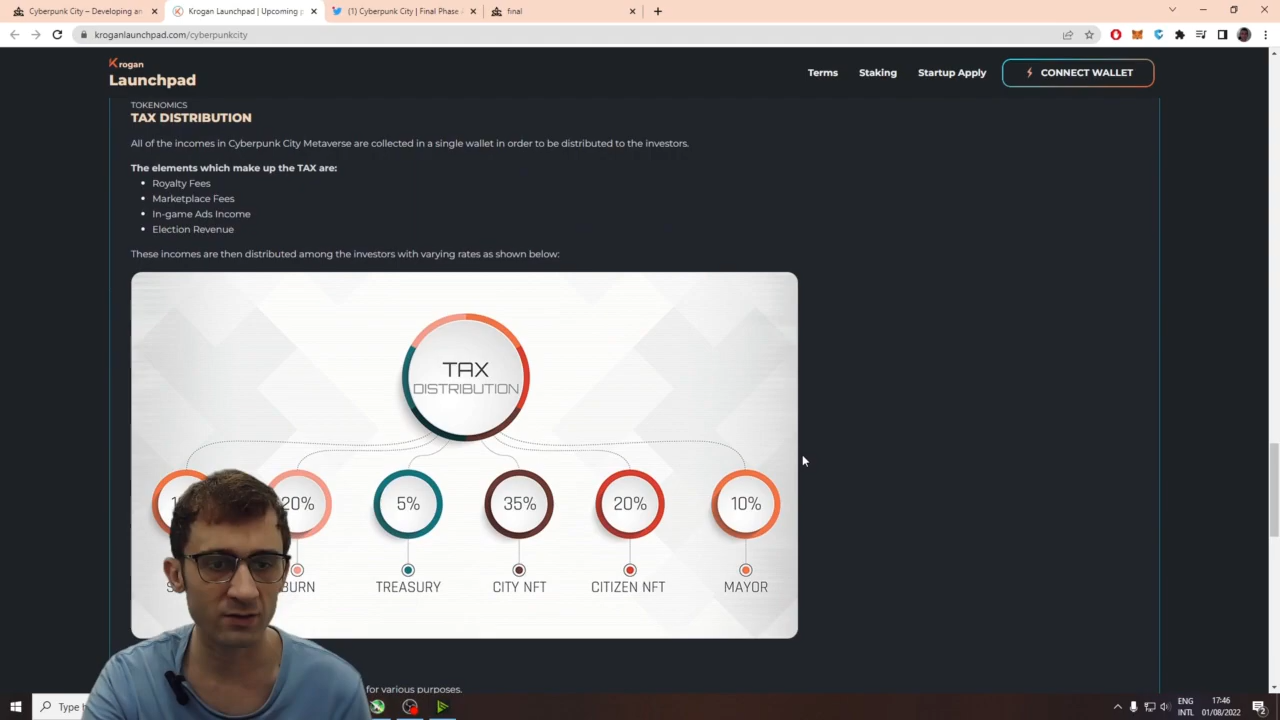 Cyberpunk City – Developing an
Krogan Launchpad | Upcoming p
(1) Cyberpunk City | Final Phase
final
kroganlaunchpad.com/cyberpunkcity
Krogan
Launchpad
Terms
Staking
Startup Apply
CONNECT WALLET
TOKENOMICS
TAX DISTRIBUTION
All of the incomes in Cyberpunk City Metaverse are collected in a single wallet in order to be distributed to the investors.
The elements which make up the TAX are:
Royalty Fees
Marketplace Fees
In-game Ads Income
Election Revenue
These incomes are then distributed among the investors with varying rates as shown below:
TAX
DISTRIBUTION
20%
5%
35%
20%
10%
BURN
TREASURY
CITY NFT
CITIZEN NFT
MAYOR
for various purposes.
Type
ENG
INTL
17:46
01/08/2022
2